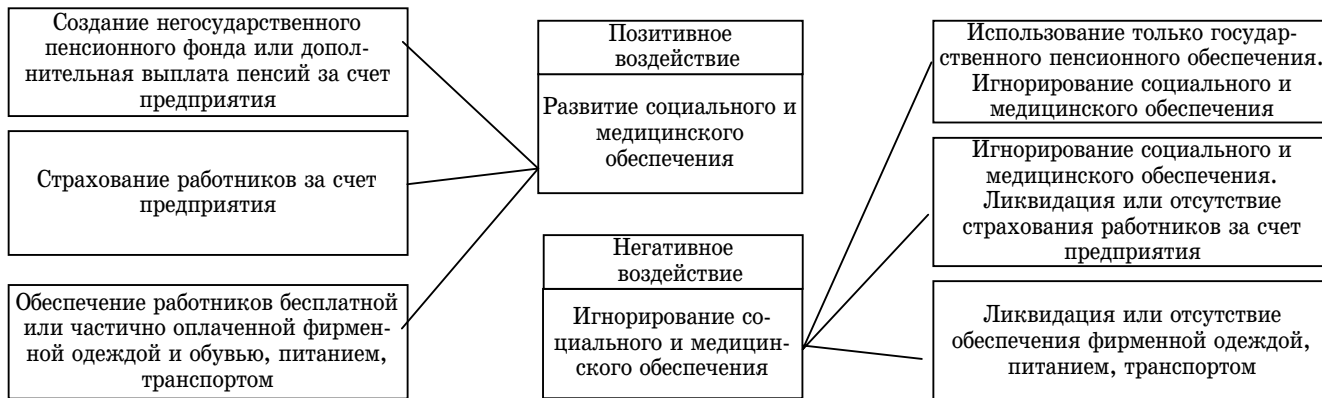 Создание негосударственного
пенсионного фонда или допол-
нительная выплата пенсий за счет
предприятия
Страхование работников за счет
предприятия
Обеспечение работников бесплатной
или частично оплаченной фирмен-
ной одеждой и обувью, питанием,
транспортом
Позитивное
воздействие
Развитие социального и
медицинского
обеспечения
Негативное
воздействие
Игнорирование со-
циального и медицин-
ского обеспечения
Использование только государ-
ственного пенсионного обеспечения.
Игнорирование социального и
медицинского обеспечения
Игнорирование социального и
медицинского обеспечения.
Ликвидация или отсутствие
страхования работников за счет
предприятия
Ликвидация или отсутствие
обеспечения фирменной одеждой,
питанием, транспортом